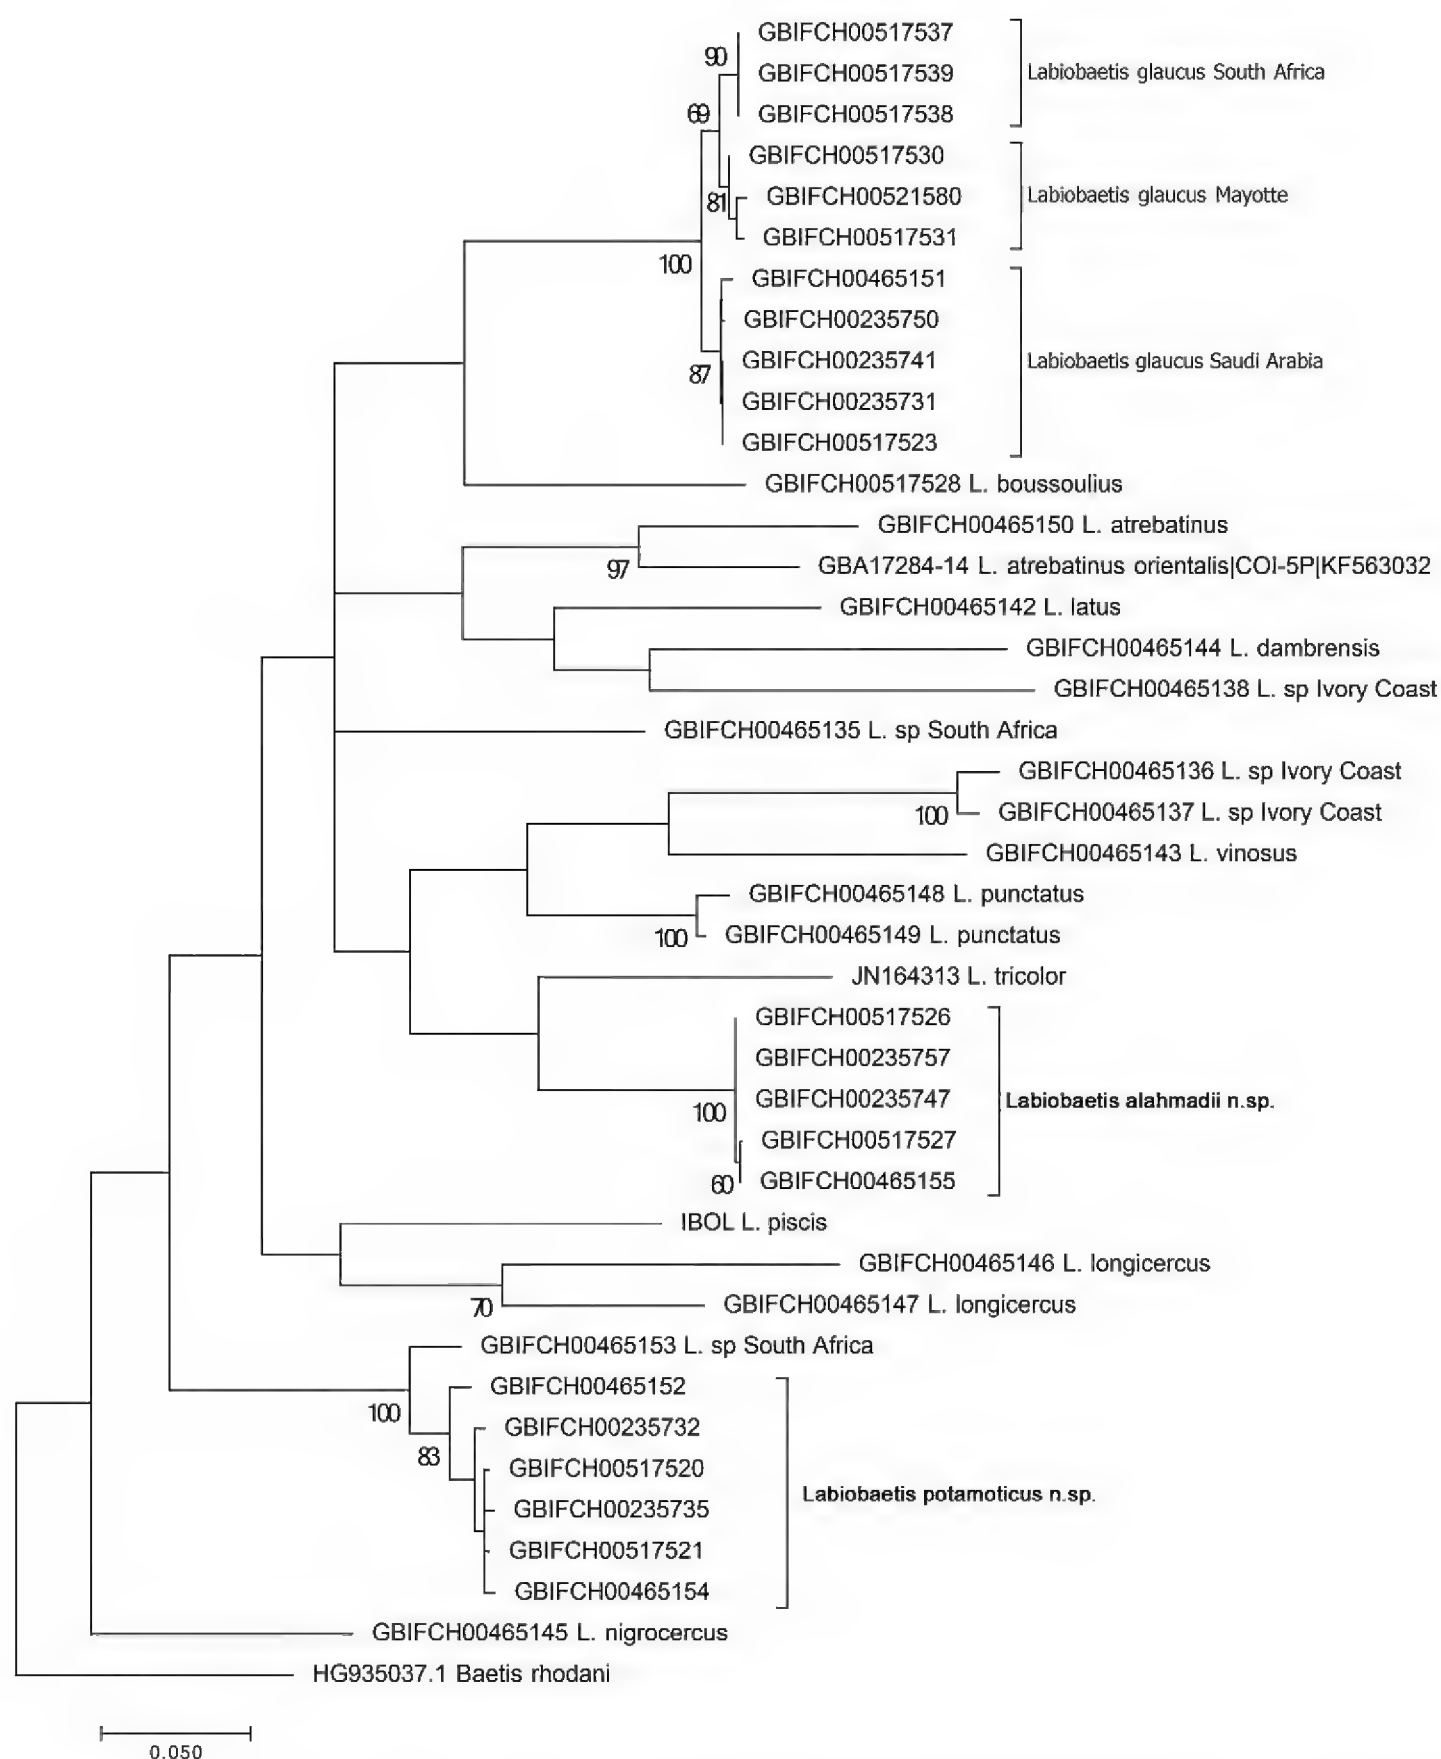 GBIFCH00517537
90
GBIFCH00517539
Labiobaetis glaucus South Africa
69
GBIFCH00517538
GBIFCH00517530
81
GBIFCH00521580
Labiobaetis glaucus Mayotte
GBIFCH00517531
100
GBIFCH00465151
GBIFCH00235750
GBIFCH00235741
Labiobaetis glaucus Saudi Arabia
87
GBIFCH00235731
GBIFCH00517523
GBIFCH00517528 L. boussoulius
GBIFCH00465150 L. atrebatinus
97
GBA17284-14 L. atrebatinus orientalis|COI-5P|KF563032
GBIFCH00465142 L. latus
GBIFCH00465144 L. dambrensis
GBIFCH00465138 L. sp Ivory Coast
GBIFCH00465135 L. sp South Africa
GBIFCH00465136 L. sp Ivory Coast
100
GBIFCH00465137 L. sp Ivory Coast
GBIFCH00465143 L. vinosus
GBIFCH00465148 L. punctatus
100
GBIFCH00465149 L. punctatus
JN164313 L. tricolor
GBIFCH00517526
GBIFCH00235757
100
GBIFCH00235747
Labiobaetis alahmadii n.sp.
GBIFCH00517527
60
GBIFCH00465155
IBOL L. piscis
GBIFCH00465146 L. longicercus
70
GBIFCH00465147 L. longicercus
GBIFCH00465153 L. sp South Africa
100
GBIFCH00465152
83
GBIFCH00235732
GBIFCH00517520
Labiobaetis potamoticus n.sp.
GBIFCH00235735
GBIFCH00517521
GBIFCH00465154
GBIFCH00465145 L. nigrocercus
HG935037.1 Baetis rhodani
0.050